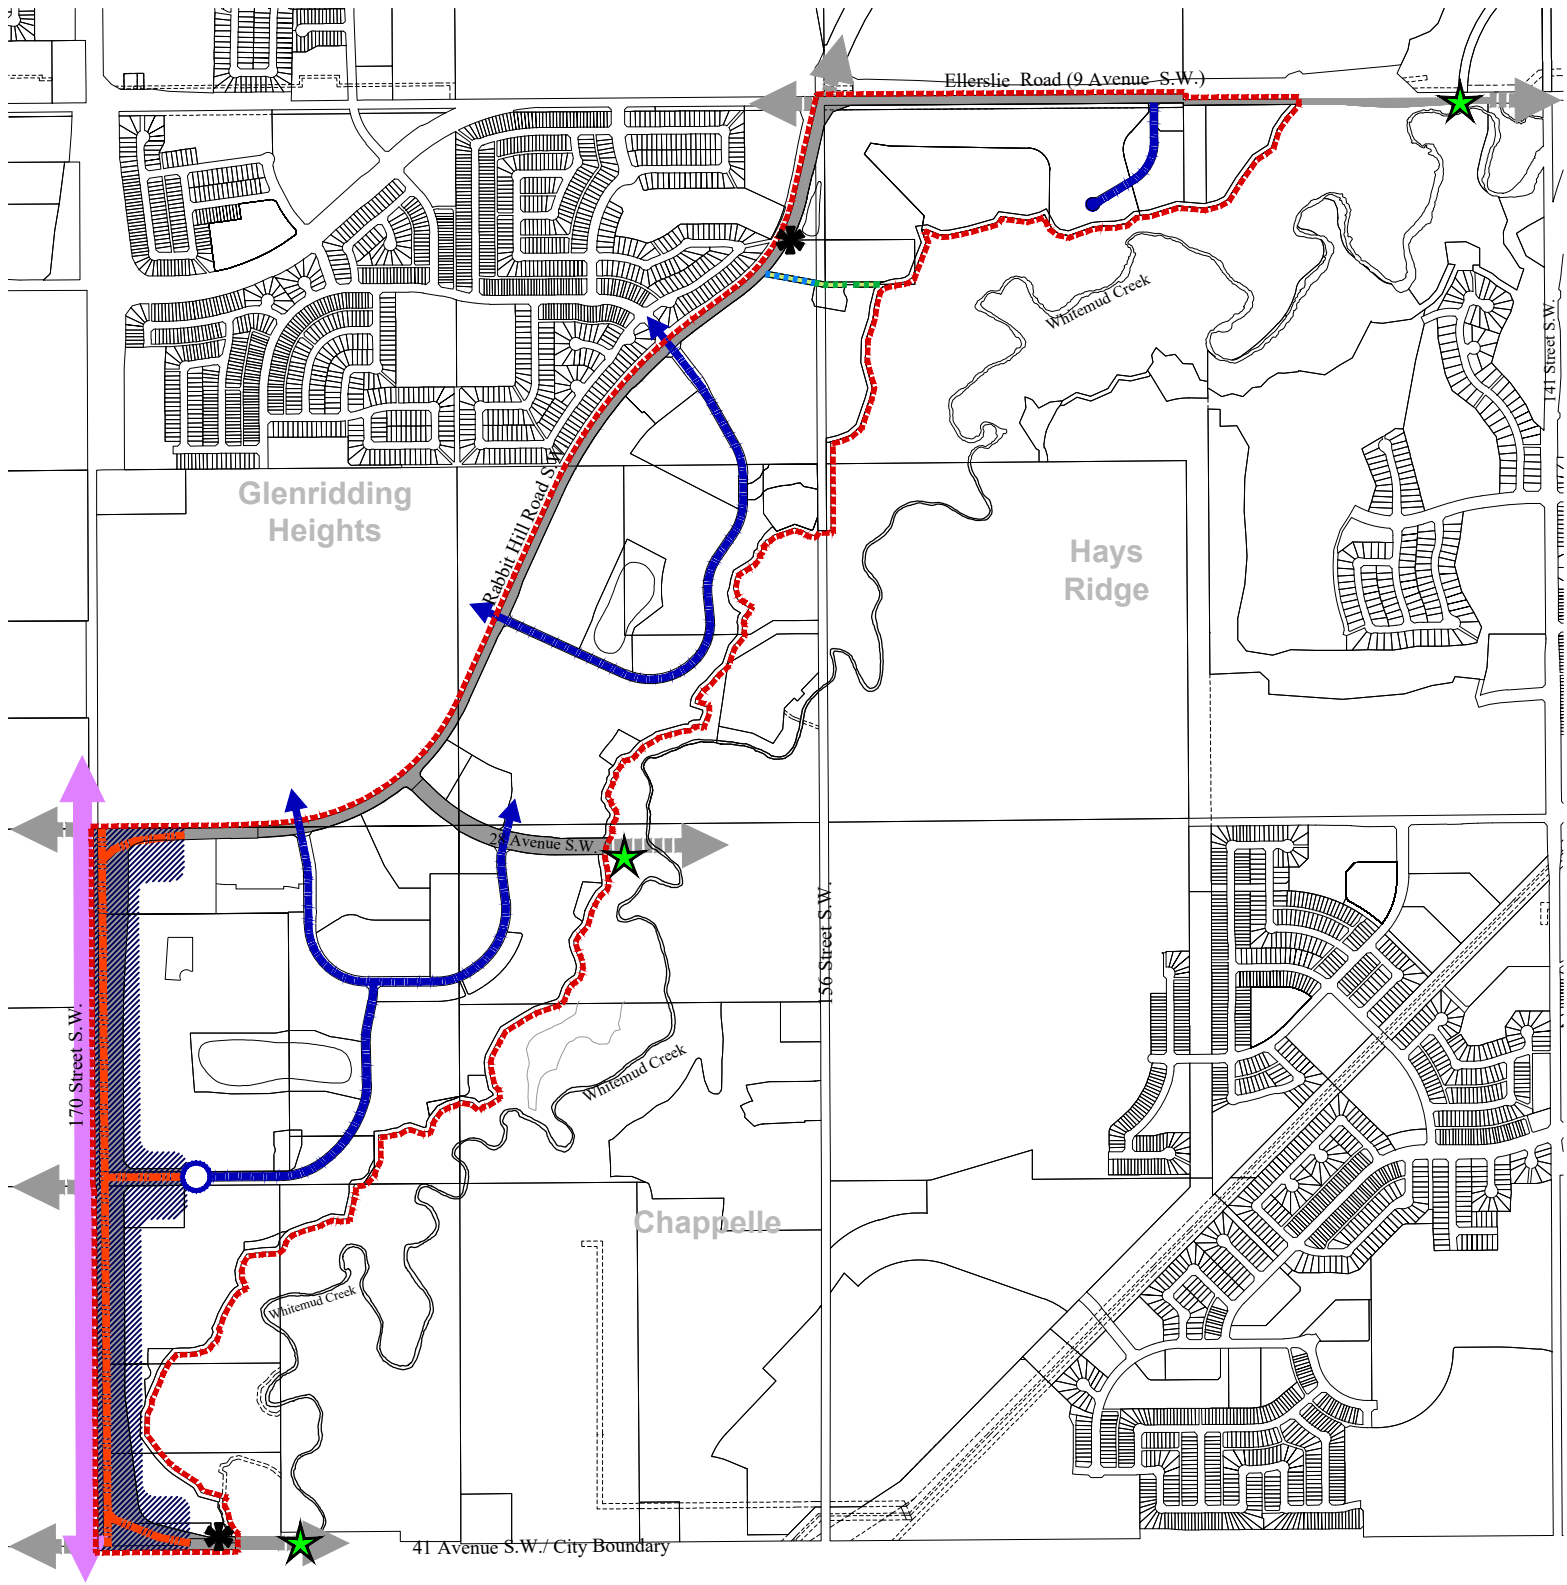 Ellerslie Road (9 Avenue S.W.)
Whitemud Creek
141 Street S.W.
Glenridding
Heights
Rabbit Hill Road S.W.
Hays
Ridge
28 Avenue S.W.
156 Street S.W.
170 Street S.W.
Whitemud Creek
Chappelle
Whitemud Creek
41 Avenue S.W./ City Boundary